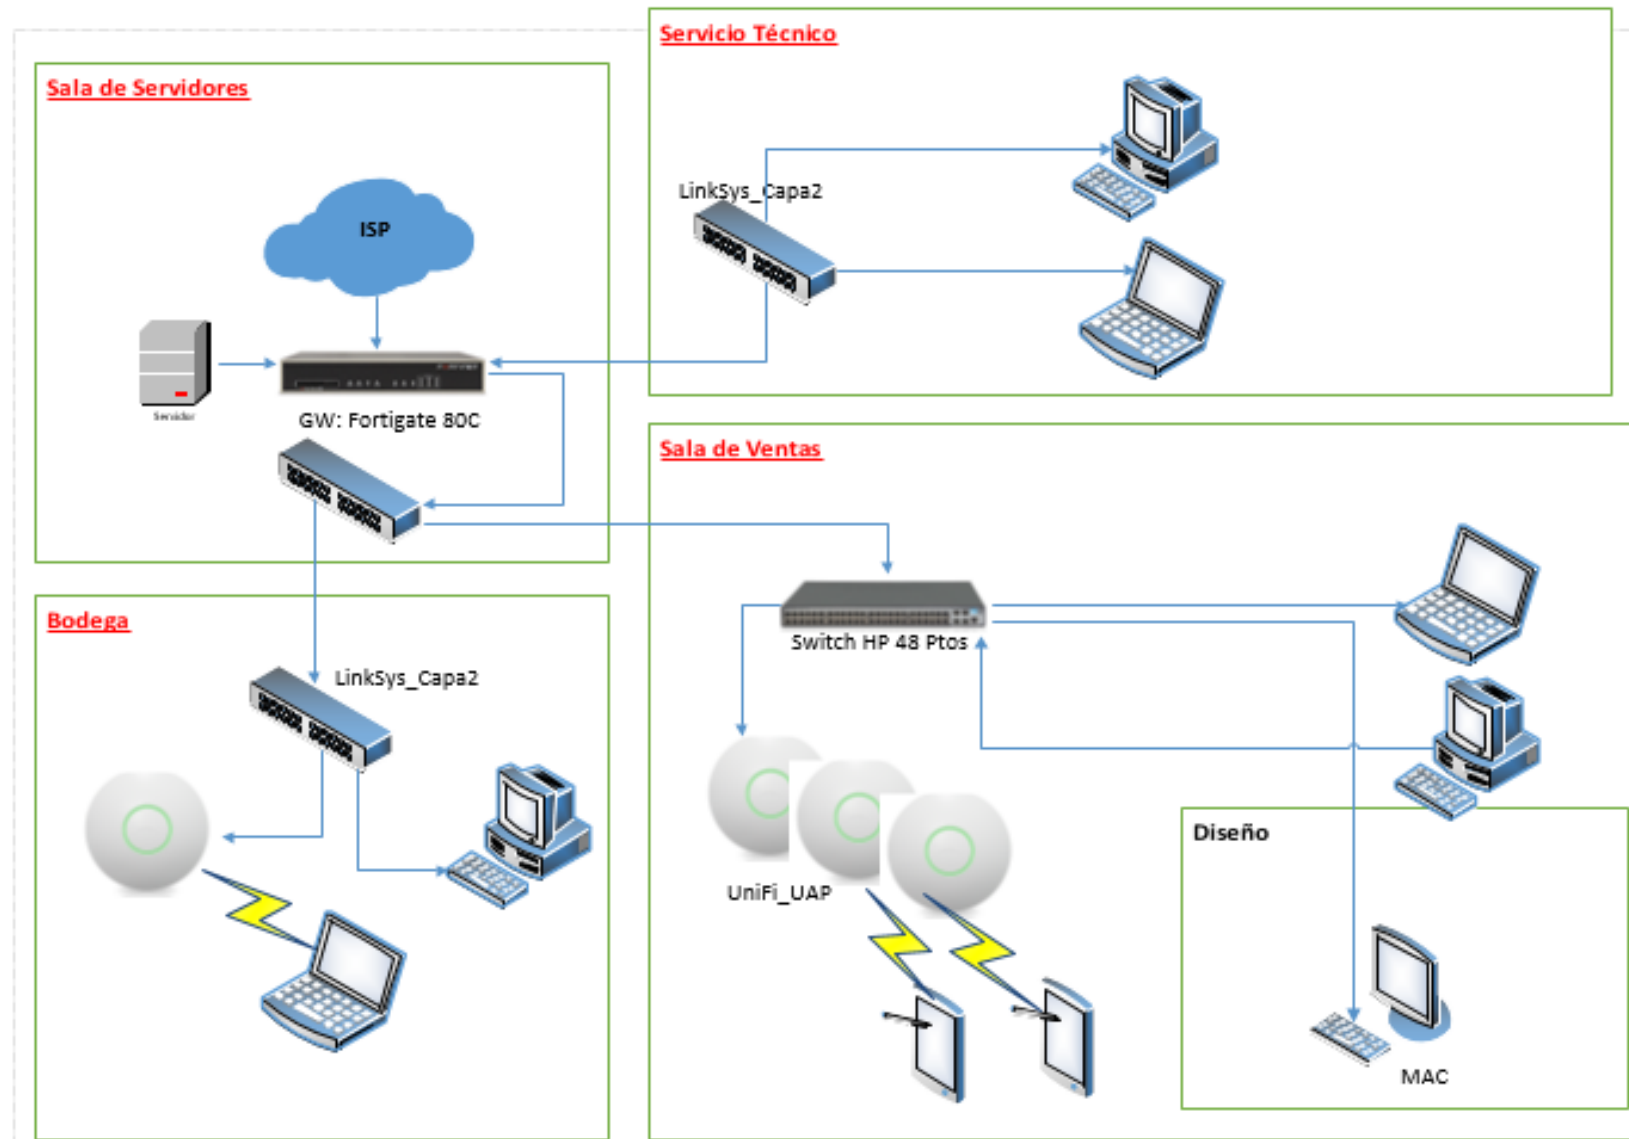 Servicio Técnico
Sala de Servidores
LinkSys_Capa2
ISP
Servidor
GW: Fortigate 80C
Sala de Ventas
Bodega
Switch HP 48 Ptos
LinkSys_Capa2
Diseño
UniFi_UAP
MAC